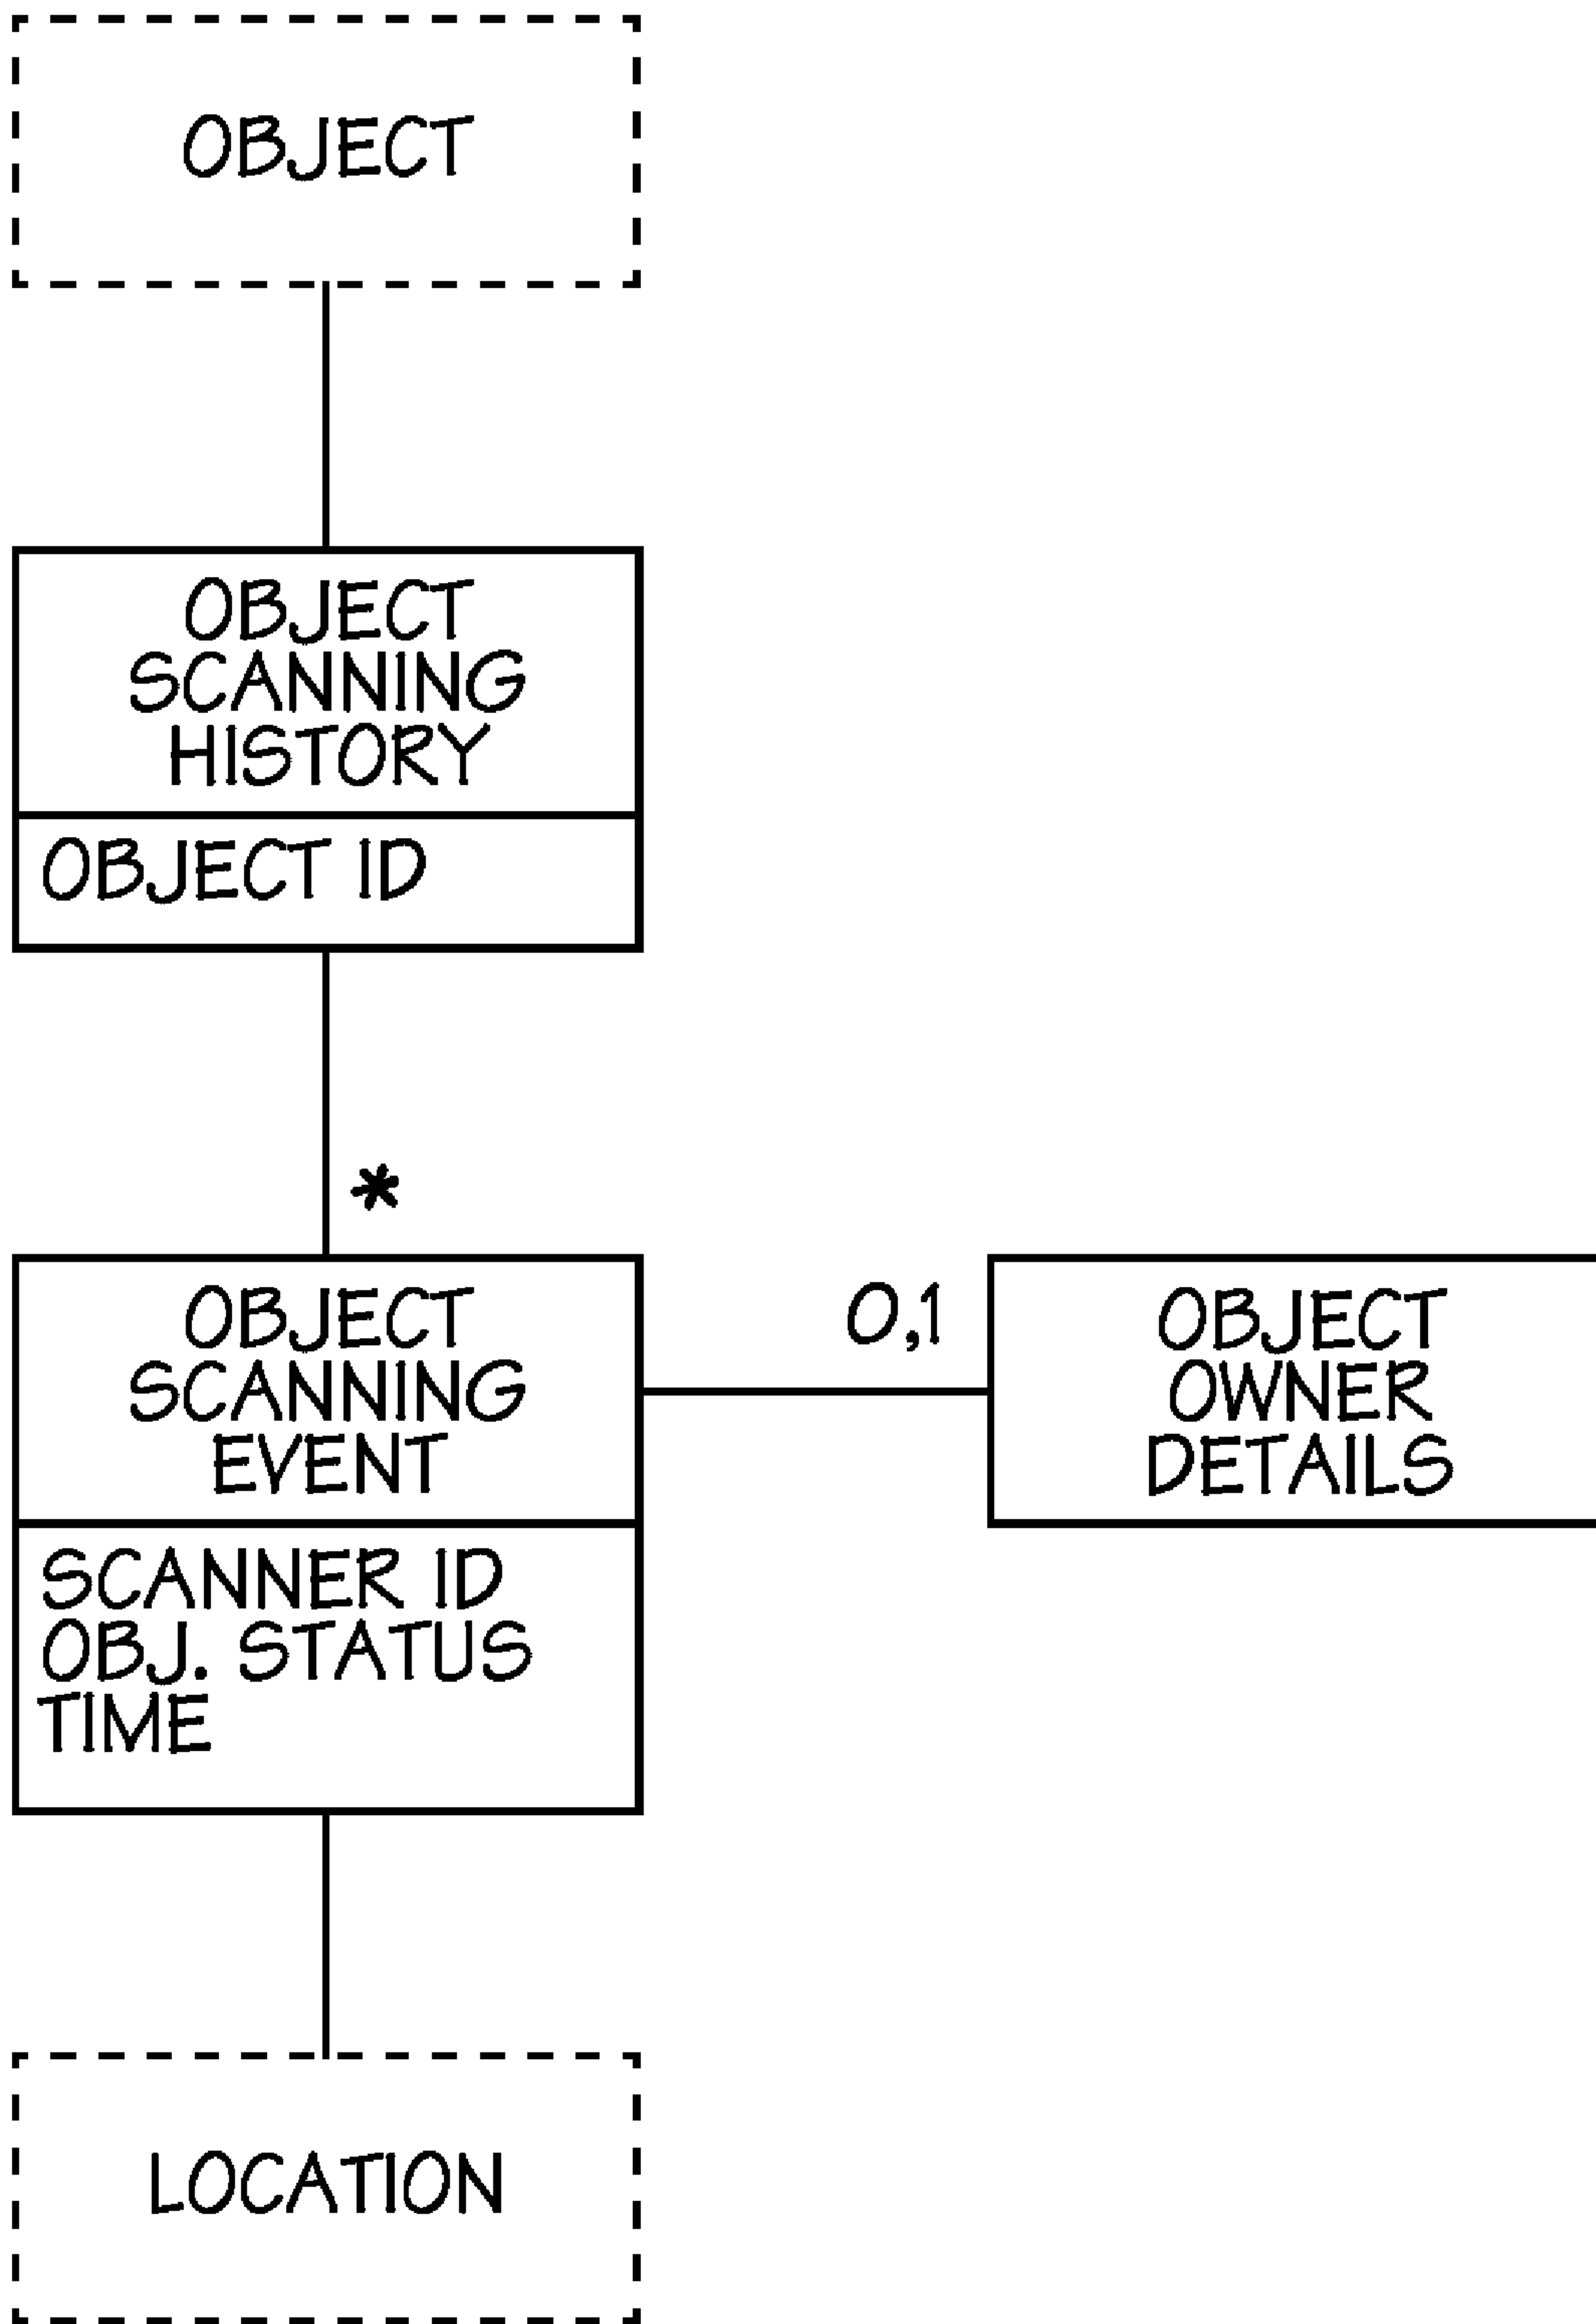 OBJECT
OBJECT
SCANNING
HISTORY
OBJECT ID
*
OBJECT
SCANNING
EVENT
SCANNER ID
OBJ. STATUS
TIME
0,1
OBJECT
OWNER
DETAILS
LOCATION